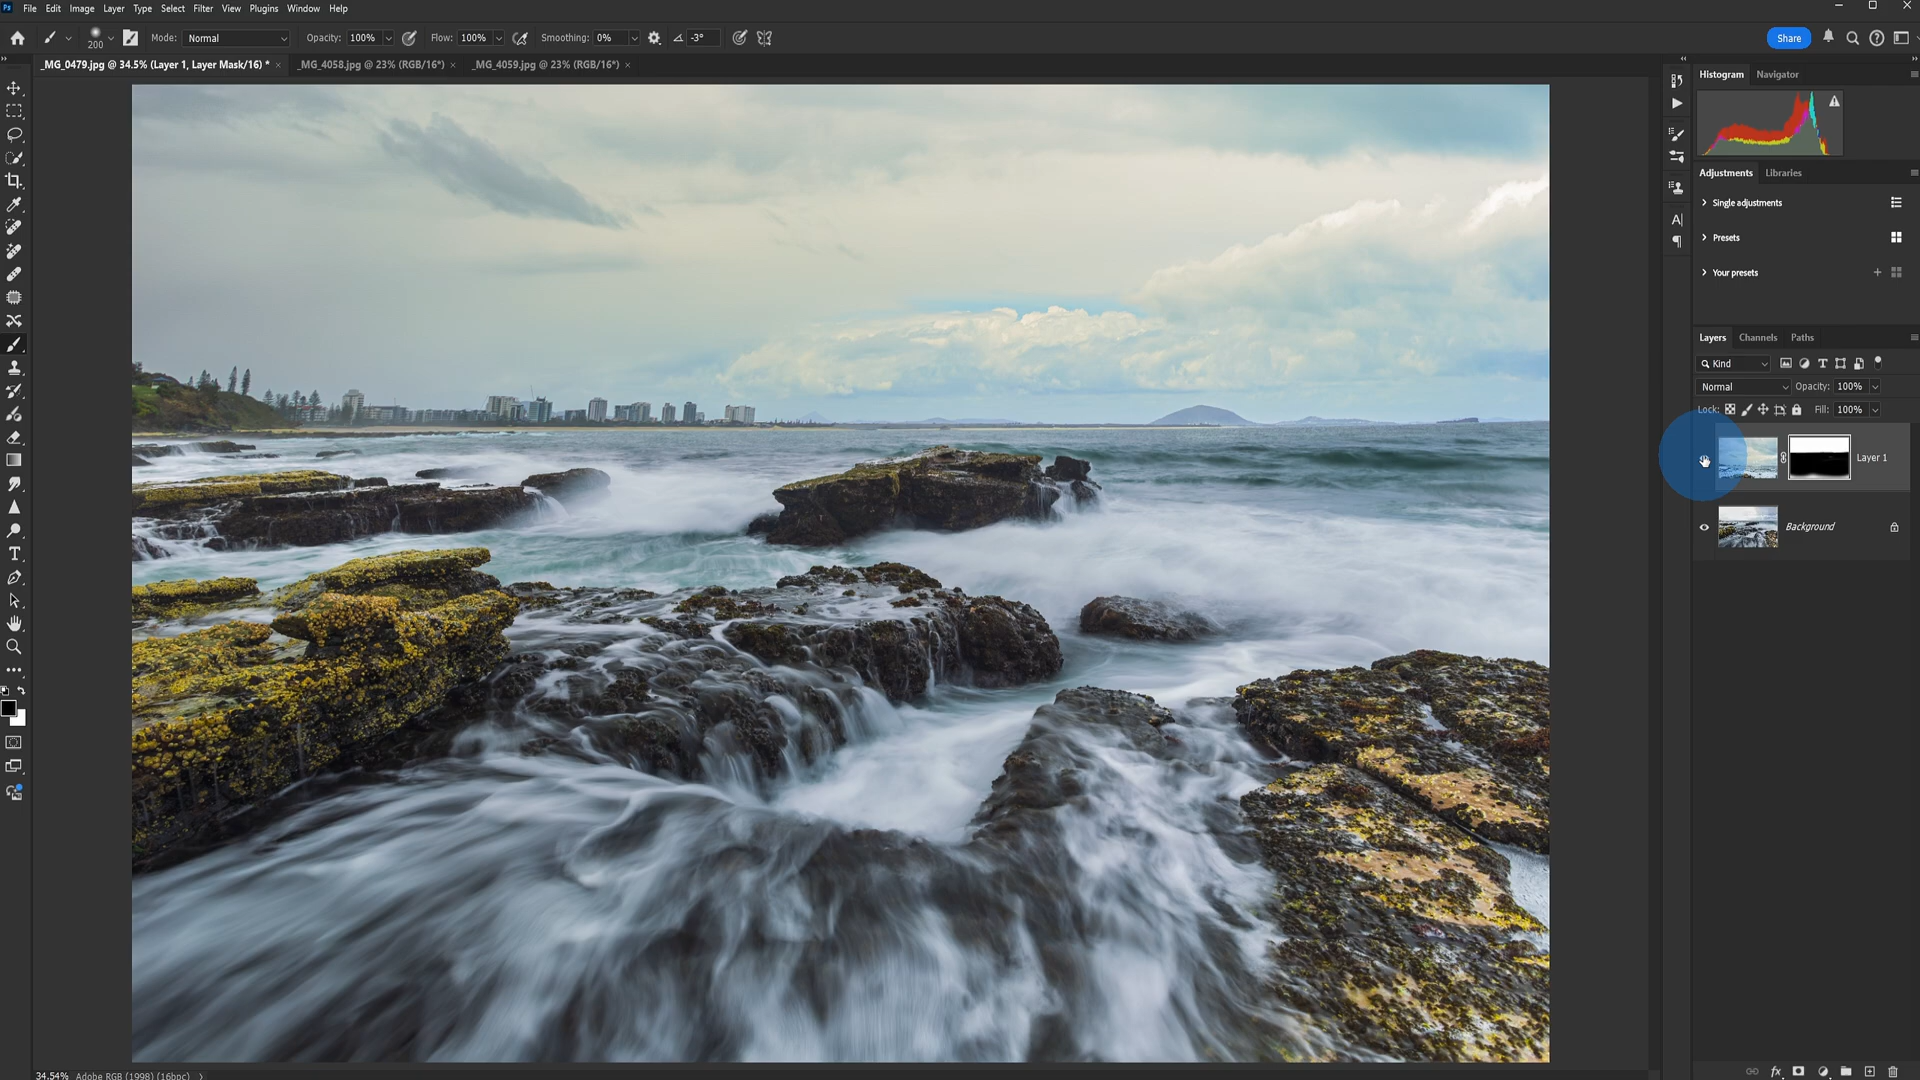 Ps File Edit Image Layer Type Select Filter View Plugins Window Help
200 Mode: Normal Opacity: 100% Flow: 100% Smoothing: 0% -3° Share
_MG_0479.jpg @ 34.5% (Layer 1, Layer Mask/16) * × _MG_4058.jpg @ 23% (RGB/16*) × _MG_4059.jpg @ 23% (RGB/16*) ×
Histogram Navigator
Adjustments Libraries
Single adjustments
Presets
Your presets
Layers Channels Paths
Kind
Normal Opacity: 100%
Lock: Fill: 100%
Layer 1
Background
34.54% Adobe RGB (1998) (16bpc)